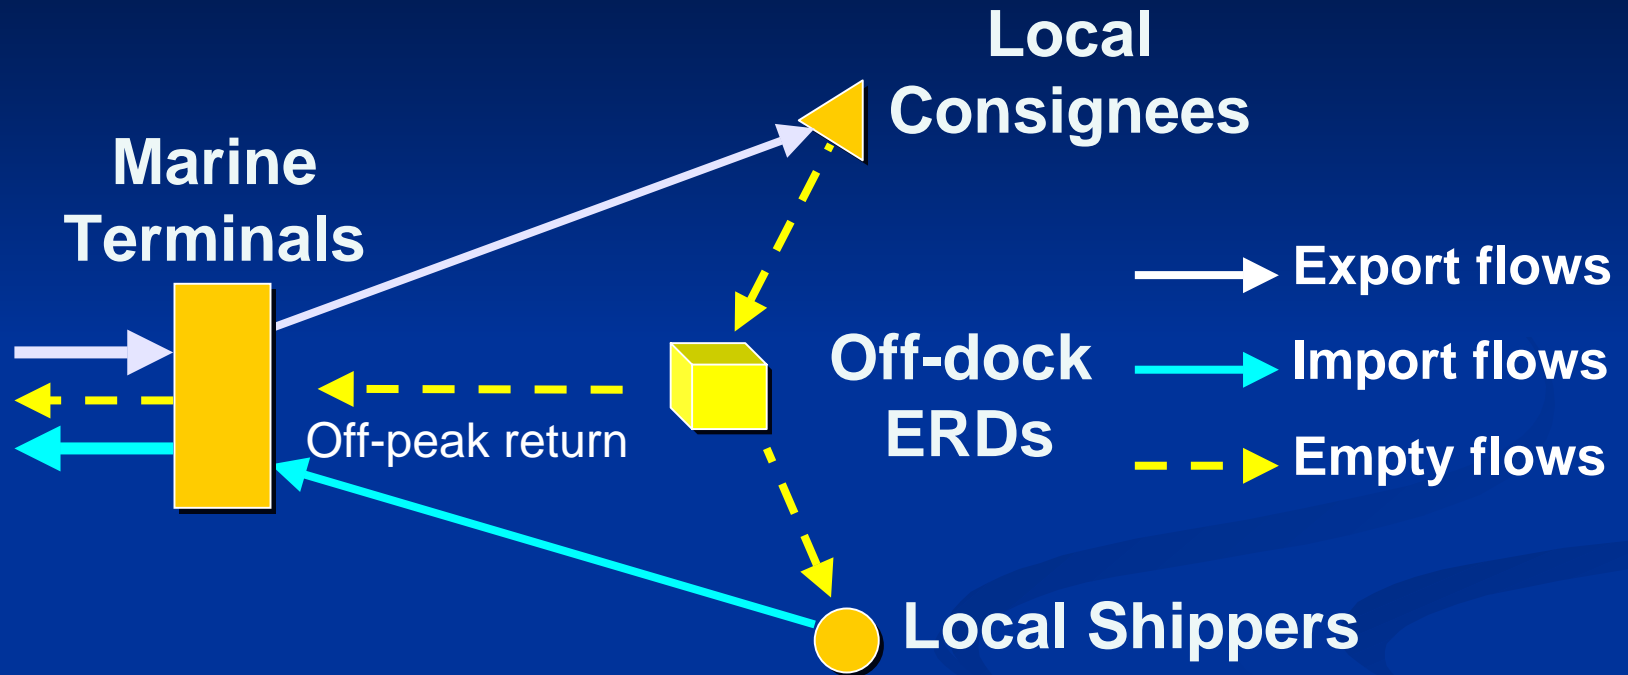 Local
Consignees
Marine
Terminals
Export flows
Import flows
Empty flows
Off-dock
ERDs
Off-peak return
Local Shippers